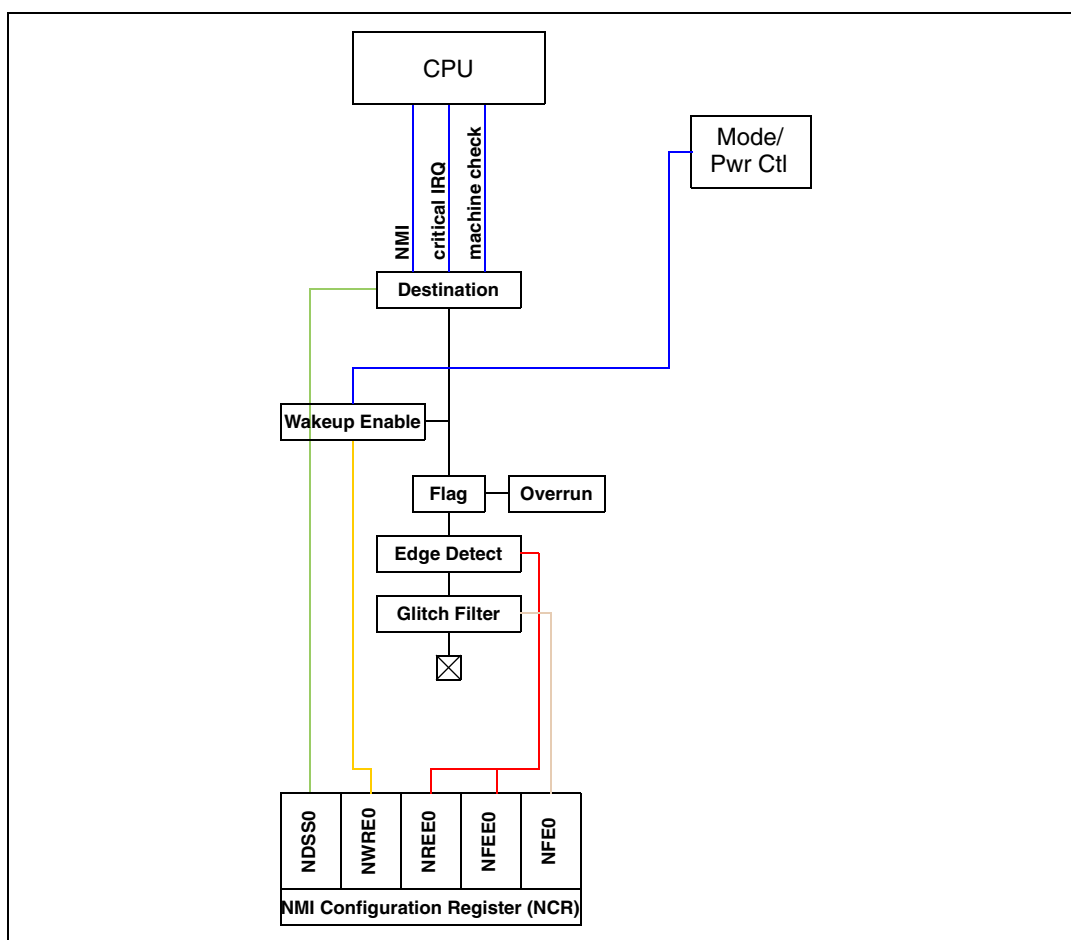 CPU
Mode/
Pwr Ctl
NMI
critical IRQ
machine check
Destination
Wakeup Enable
Flag
Overrun
Edge Detect
Glitch Filter
NDSS0
NWRE0
NREE0
NFEE0
NFE0
NMI Configuration Register (NCR)